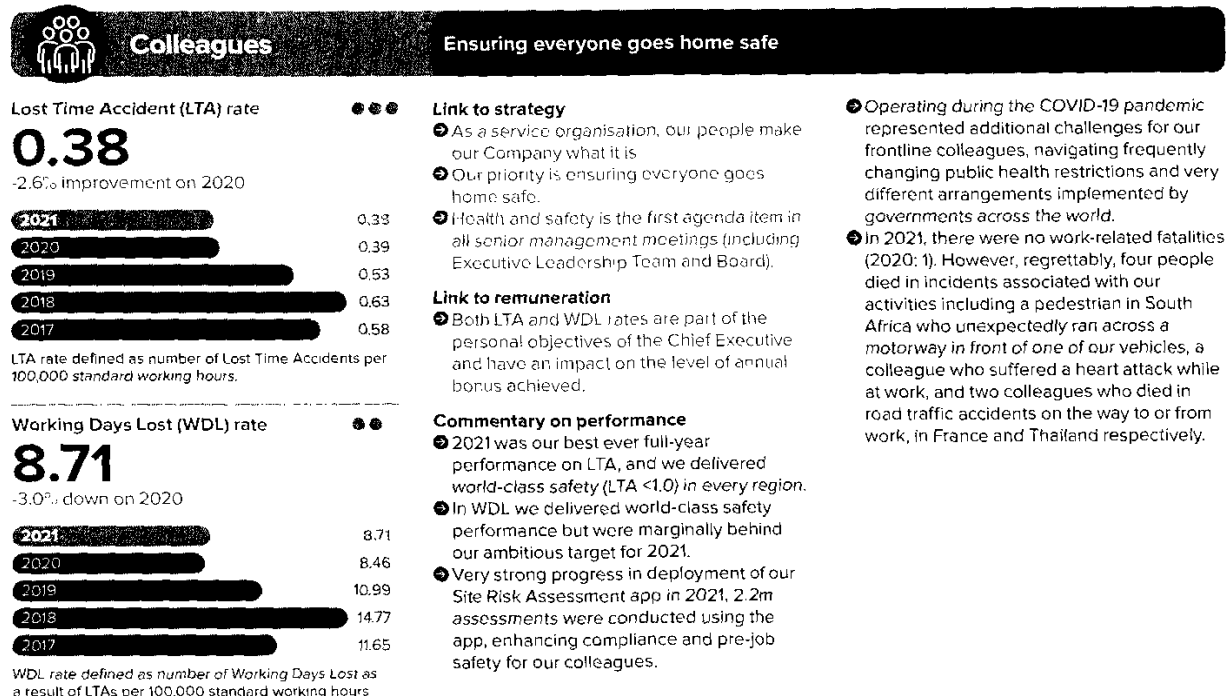 Colleagues
Ensuring everyone goes home safe
Lost Time Accident (LTA) rate
0.38
-2.6% improvement on 2020
2021 0.38
2020 0.39
2019 0.53
2018 0.63
2017 0.58
LTA rate defined as number of Lost Time Accidents per
100,000 standard working hours.
Working Days Lost (WDL) rate
8.71
-3.0% down on 2020
2021 8.71
2020 8.46
2019 10.99
2018 14.77
2017 11.65
WDL rate defined as number of Working Days Lost as
a result of LTAs per 100,000 standard working hours
Link to strategy
As a service organisation, our people make
our Company what it is
Our priority is ensuring everyone goes
home safe.
Health and safety is the first agenda item in
all senior management meetings (including
Executive Leadership Team and Board).
Link to remuneration
Both LTA and WDL rates are part of the
personal objectives of the Chief Executive
and have an impact on the level of annual
bonus achieved.
Commentary on performance
2021 was our best ever full-year
performance on LTA, and we delivered
world-class safety (LTA <1.0) in every region.
In WDL we delivered world-class safety
performance but were marginally behind
our ambitious target for 2021.
Very strong progress in deployment of our
Site Risk Assessment app in 2021, 2.2m
assessments were conducted using the
app, enhancing compliance and pre-job
safety for our colleagues.
Operating during the COVID-19 pandemic
represented additional challenges for our
frontline colleagues, navigating frequently
changing public health restrictions and very
different arrangements implemented by
governments across the world.
In 2021, there were no work-related fatalities
(2020: 1). However, regrettably, four people
died in incidents associated with our
activities including a pedestrian in South
Africa who unexpectedly ran across a
motorway in front of one of our vehicles, a
colleague who suffered a heart attack while
at work, and two colleagues who died in
road traffic accidents on the way to or from
work, in France and Thailand respectively.